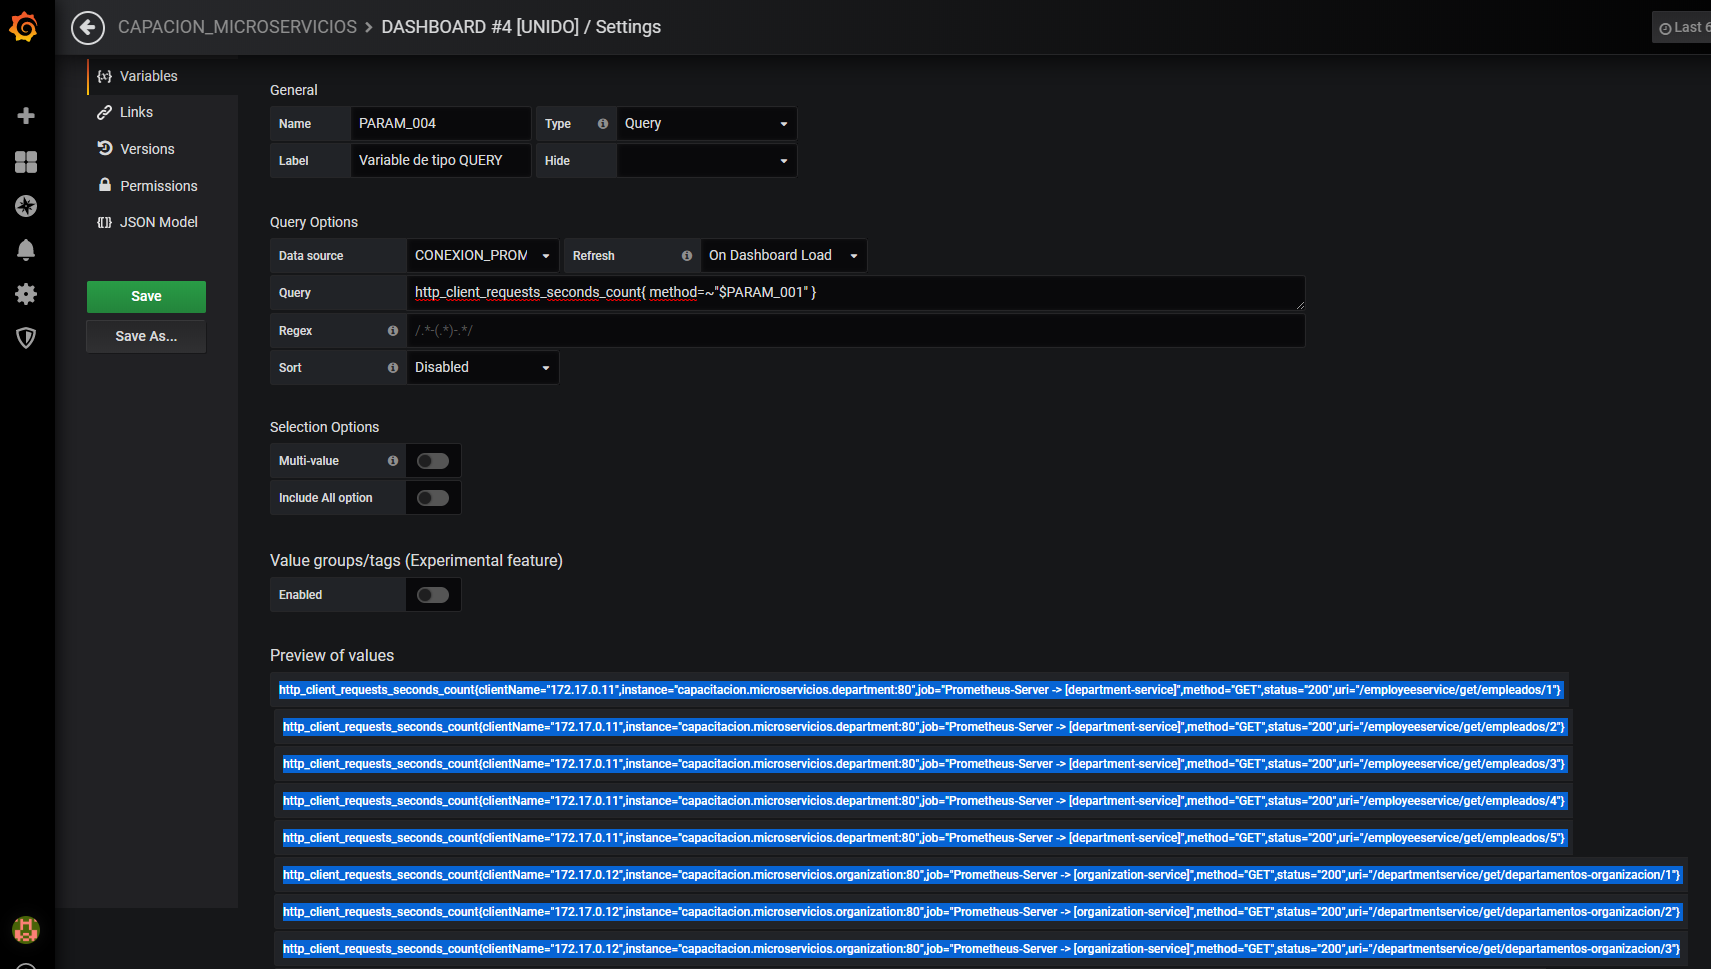 CAPACION_MICROSERVICIOS > DASHBOARD #4 [UNIDO] / Settings
Last 6
Variables
Links
Versions
Permissions
JSON Model
Save
Save As...
General
Name PARAM_004 Type Query
Label Variable de tipo QUERY Hide
Query Options
Data source CONEXION_PROM Refresh On Dashboard Load
Query http_client_requests_seconds_count{ method=~"$PARAM_001" }
Regex /.*-(.*)-.*/
Sort Disabled
Selection Options
Multi-value
Include All option
Value groups/tags (Experimental feature)
Enabled
Preview of values
http_client_requests_seconds_count{clientName="172.17.0.11",instance="capacitacion.microservicios.department:80",job="Prometheus-Server -> [department-service]",method="GET",status="200",uri="/employeeservice/get/empleados/1"}
http_client_requests_seconds_count{clientName="172.17.0.11",instance="capacitacion.microservicios.department:80",job="Prometheus-Server -> [department-service]",method="GET",status="200",uri="/employeeservice/get/empleados/2"}
http_client_requests_seconds_count{clientName="172.17.0.11",instance="capacitacion.microservicios.department:80",job="Prometheus-Server -> [department-service]",method="GET",status="200",uri="/employeeservice/get/empleados/3"}
http_client_requests_seconds_count{clientName="172.17.0.11",instance="capacitacion.microservicios.department:80",job="Prometheus-Server -> [department-service]",method="GET",status="200",uri="/employeeservice/get/empleados/4"}
http_client_requests_seconds_count{clientName="172.17.0.11",instance="capacitacion.microservicios.department:80",job="Prometheus-Server -> [department-service]",method="GET",status="200",uri="/employeeservice/get/empleados/5"}
http_client_requests_seconds_count{clientName="172.17.0.12",instance="capacitacion.microservicios.organization:80",job="Prometheus-Server -> [organization-service]",method="GET",status="200",uri="/departmentservice/get/departamentos-organizacion/1"}
http_client_requests_seconds_count{clientName="172.17.0.12",instance="capacitacion.microservicios.organization:80",job="Prometheus-Server -> [organization-service]",method="GET",status="200",uri="/departmentservice/get/departamentos-organizacion/2"}
http_client_requests_seconds_count{clientName="172.17.0.12",instance="capacitacion.microservicios.organization:80",job="Prometheus-Server -> [organization-service]",method="GET",status="200",uri="/departmentservice/get/departamentos-organizacion/3"}